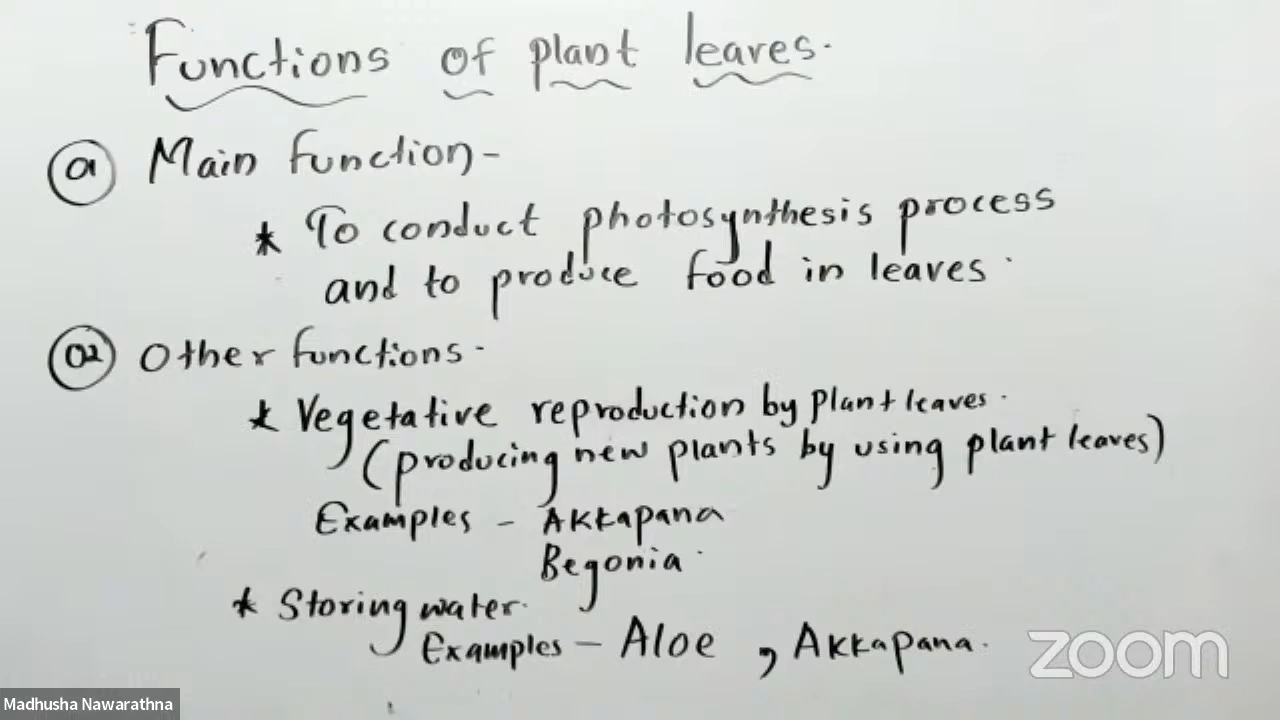 Functions of plant leaves.
01 Main function -
* To conduct photosynthesis process
and to produce food in leaves.
02 Other functions.
* Vegetative reproduction by plant leaves.
(producing new plants by using plant leaves)
Examples - Akkapana
Begonia.
* Storing water.
Examples - Aloe , Akkapana.
zoom
Madhusha Nawarathna